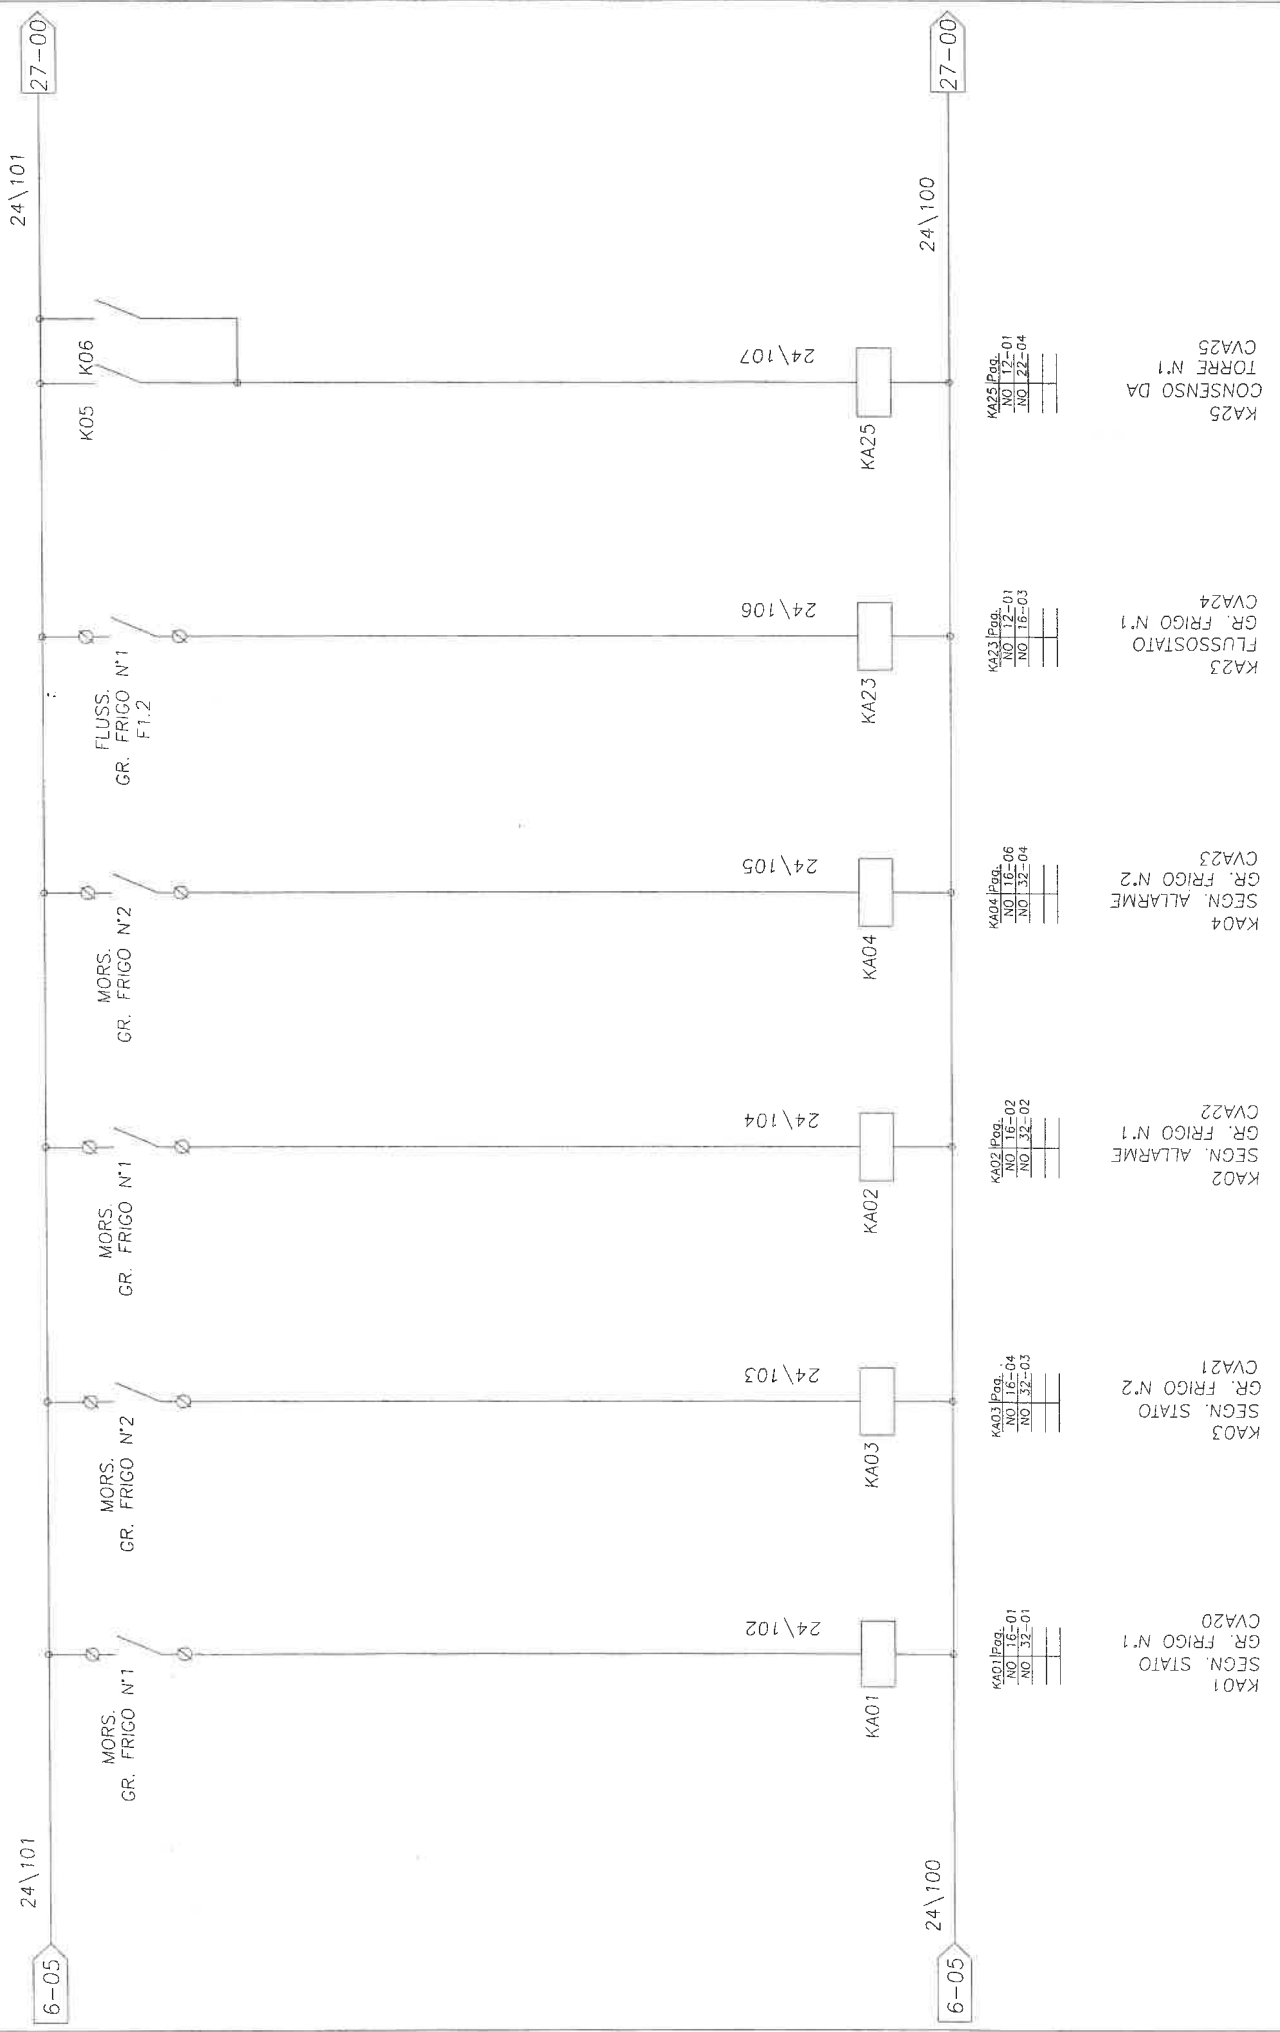 6-05
24\101
24\101
27-00
MORS.
GR. FRIGO N°1
MORS.
GR. FRIGO N°2
MORS.
GR. FRIGO N°1
MORS.
GR. FRIGO N°2
FLUSS.
GR. FRIGO N°1
F1.2
K05
K06
24\102
24\103
24\104
24\105
24\106
24\107
KA01
KA03
KA02
KA04
KA23
KA25
6-05
24\100
24\100
27-00
KA01 Pag.
NO 16-01
NO 32-01
KA03 Pag.
NO 16-04
NO 32-03
KA02 Pag.
NO 16-02
NO 32-02
KA04 Pag.
NO 16-06
NO 32-04
KA23 Pag.
NO 12-01
NO 16-03
KA25 Pag.
NO 12-01
NO 22-04
KA01
SEGN. STATO
GR. FRIGO N°1
CVA20
KA03
SEGN. STATO
GR. FRIGO N°2
CVA21
KA02
SEGN. ALLARME
GR. FRIGO N°1
CVA22
KA04
SEGN. ALLARME
GR. FRIGO N°2
CVA23
KA23
FLUSSOSTATO
GR. FRIGO N°1
CVA24
KA25
CONSENSO DA
TORRE N°1
CVA25